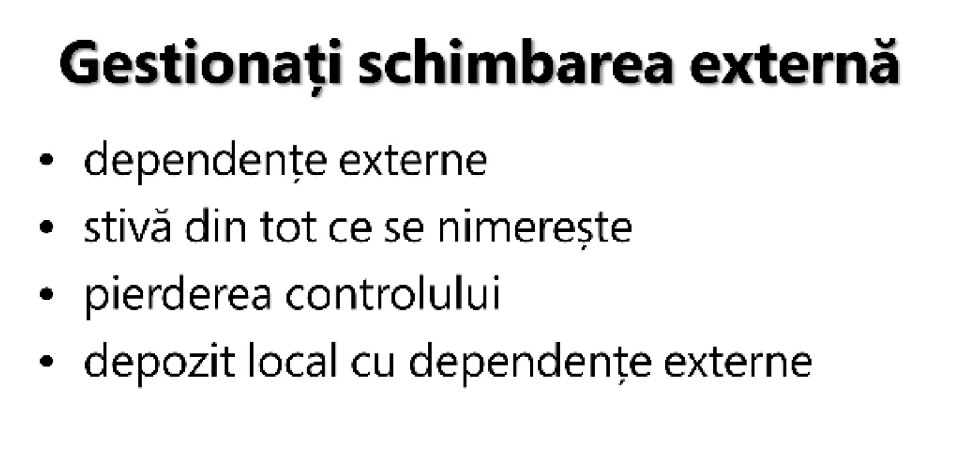 Gestionați schimbarea externă
• dependențe externe
• stivă din tot ce se nimerește
• pierderea controlului
• depozit local cu dependențe externe